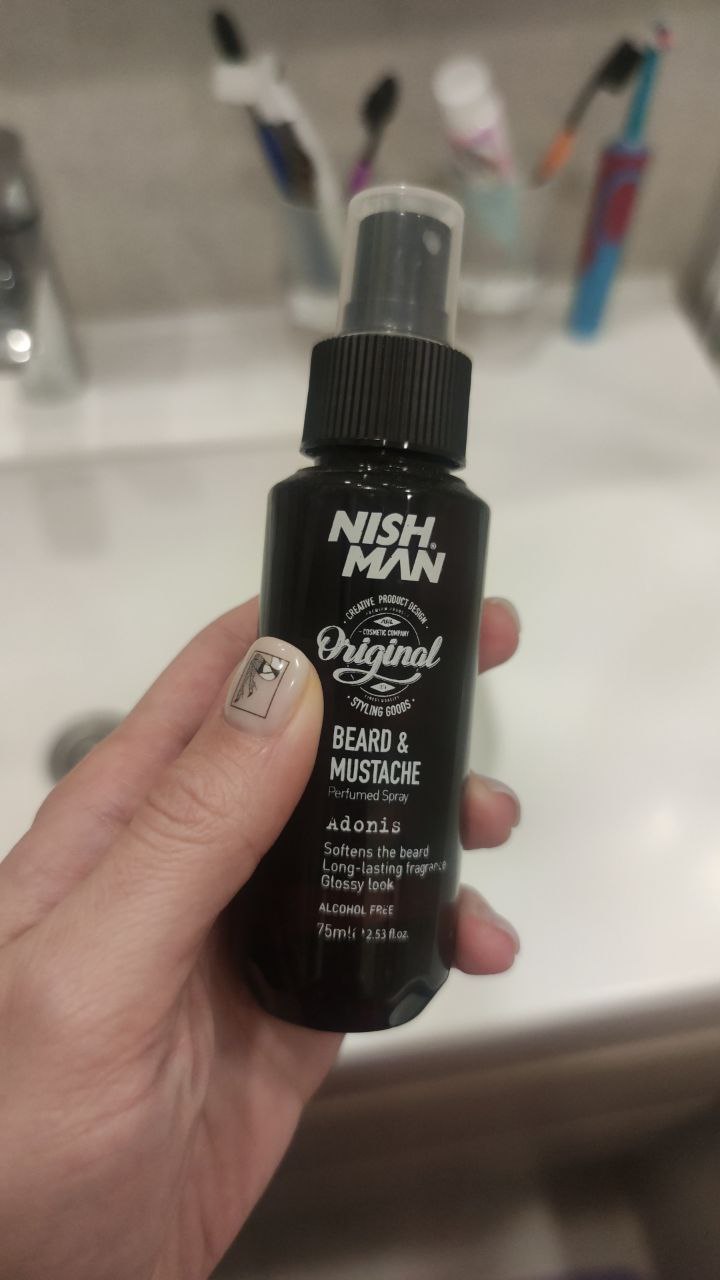 NISH
MAN®
· CREATIVE PRODUCT DESIGN ·
COSMETIC COMPANY
Original
· STYLING GOODS ·
BEARD &
MUSTACHE
Perfumed Spray
Adonis
Softens the beard
Long-lasting fragrance
Glossy look
ALCOHOL FREE
75ml 2.53 fl.oz.